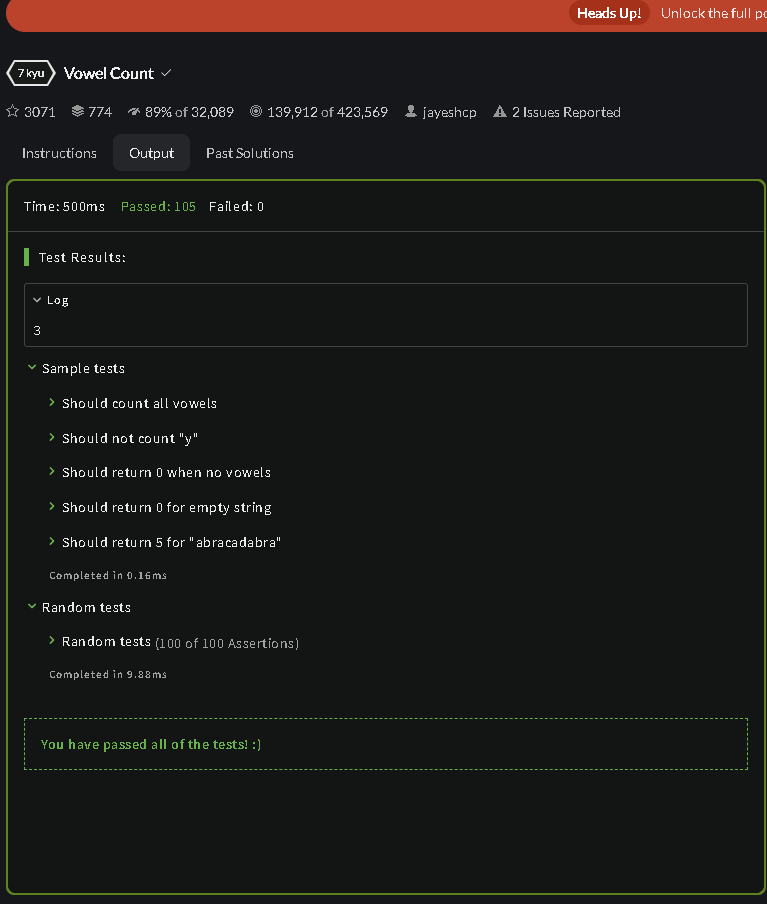 Heads Up! Unlock the full po
7 kyu Vowel Count
3071 774 89% of 32,089 139,912 of 423,569 jayeshcp 2 Issues Reported
Instructions Output Past Solutions
Time: 500ms Passed: 105 Failed: 0
Test Results:
Log
3
Sample tests
Should count all vowels
Should not count "y"
Should return 0 when no vowels
Should return 0 for empty string
Should return 5 for "abracadabra"
Completed in 0.16ms
Random tests
Random tests (100 of 100 Assertions)
Completed in 9.88ms
You have passed all of the tests! :)